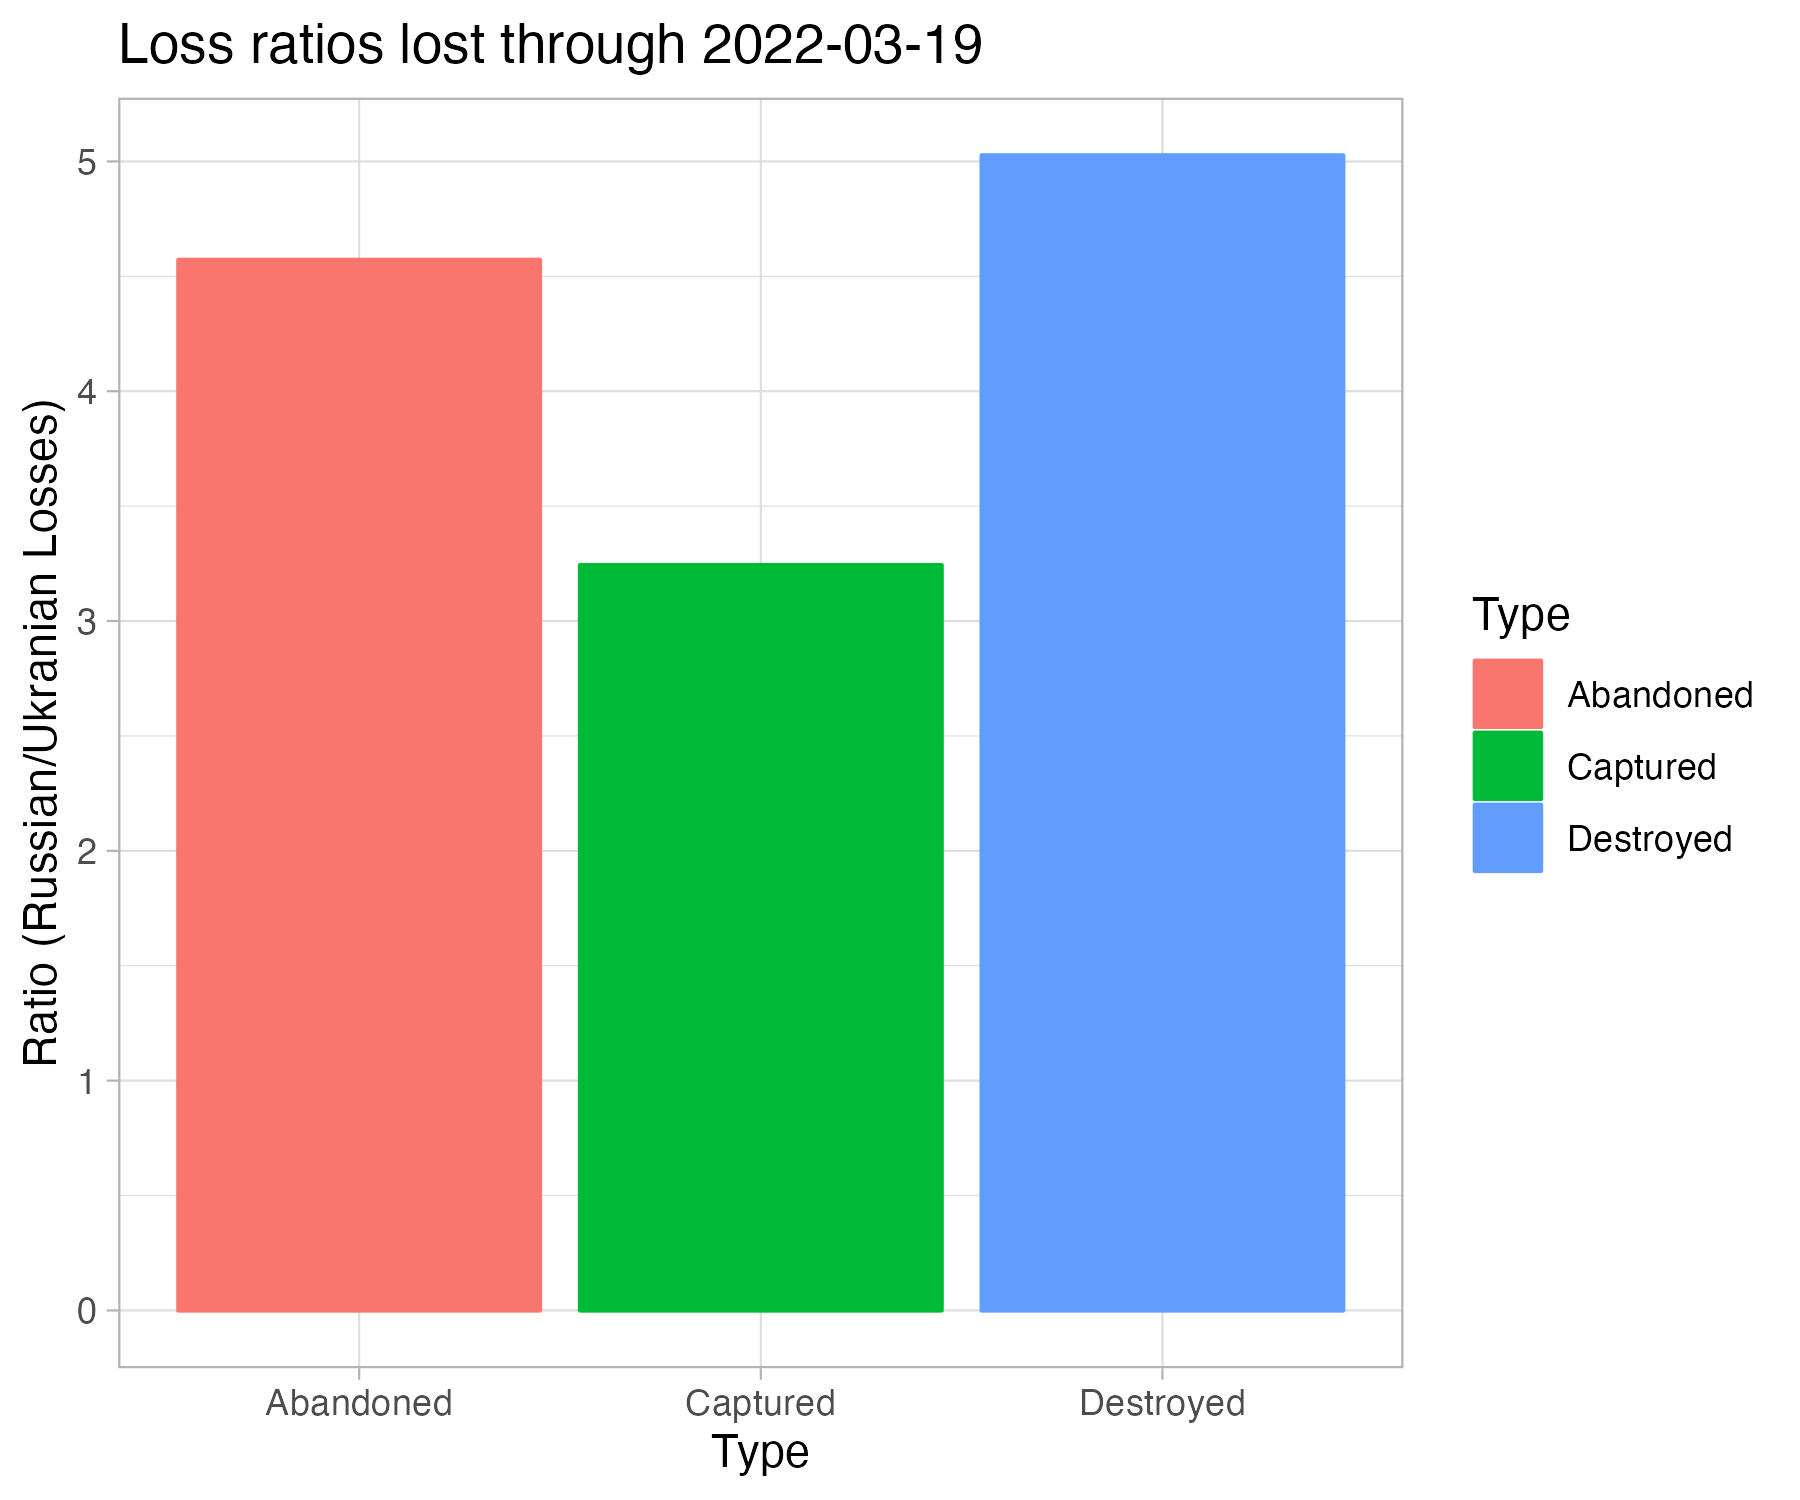 Loss ratios lost through 2022-03-19
Ratio (Russian/Ukranian Losses)
5
4
3
2
1
0
Abandoned
Captured
Destroyed
Type
Type
Abandoned
Captured
Destroyed